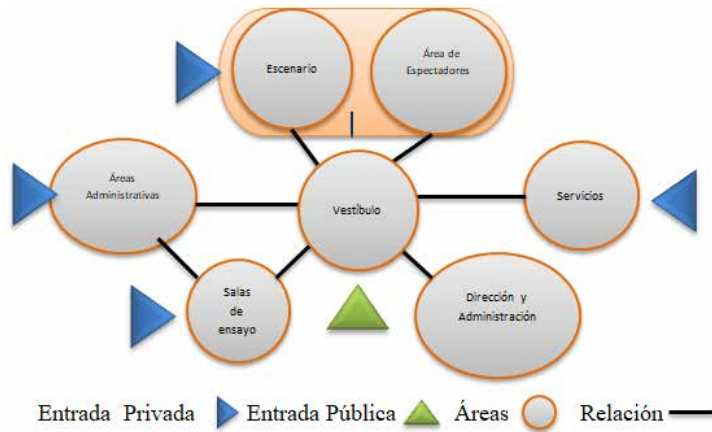 Escenario
Área de
Espectadores
Áreas
Administrativas
Vestíbulo
Servicios
Salas
de
ensayo
Dirección y
Administración
Entrada Privada Entrada Pública Áreas Relación